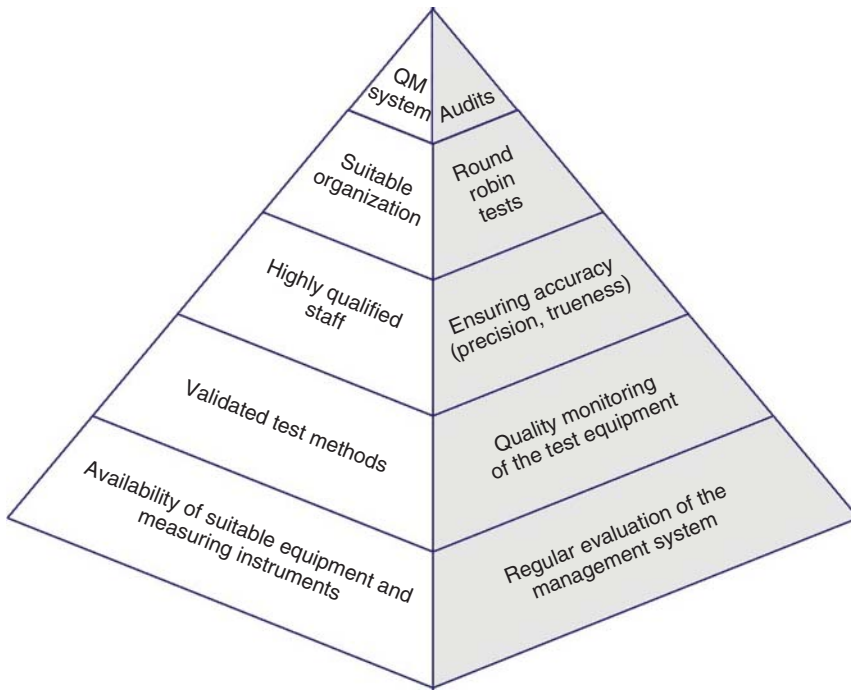 QM
system
Audits
Suitable
organization
Round
robin
tests
Highly qualified
staff
Ensuring accuracy
(precision, trueness)
Validated test methods
Quality monitoring
of the test equipment
Availability of suitable equipment and
measuring instruments
Regular evaluation of the
management system